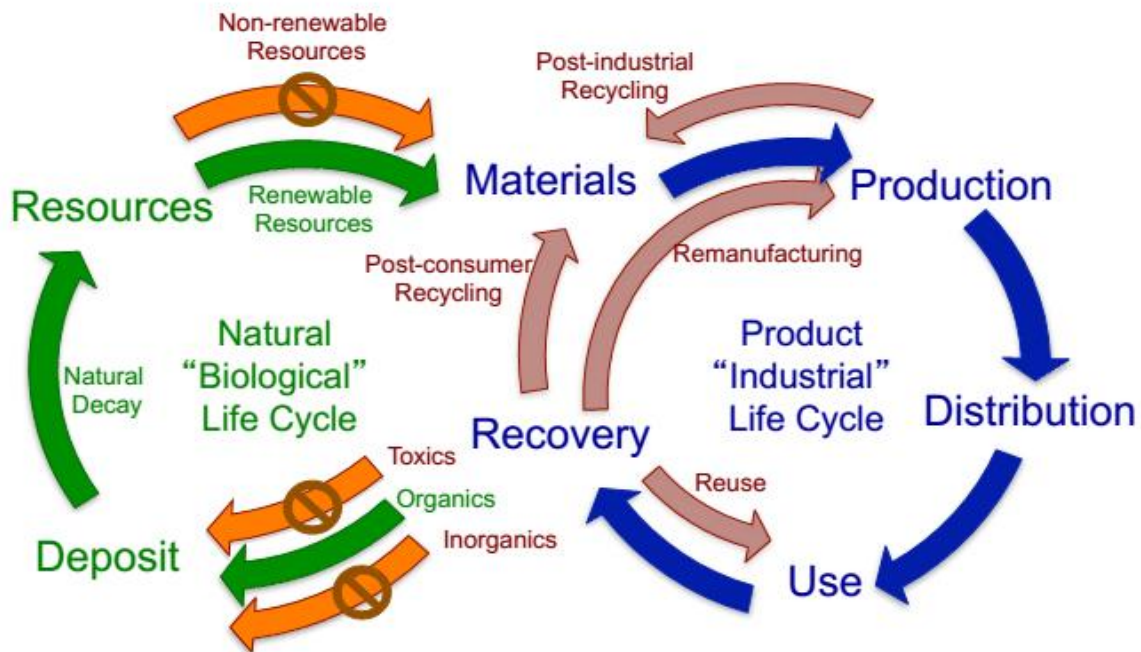 Non-renewable
Resources
Post-industrial
Recycling
Materials
Production
Resources
Renewable
Resources
Post-consumer
Recycling
Remanufacturing
Natural
“Biological”
Life Cycle
Product
“Industrial”
Life Cycle
Natural
Decay
Distribution
Recovery
Toxics
Organics
Inorganics
Reuse
Deposit
Use